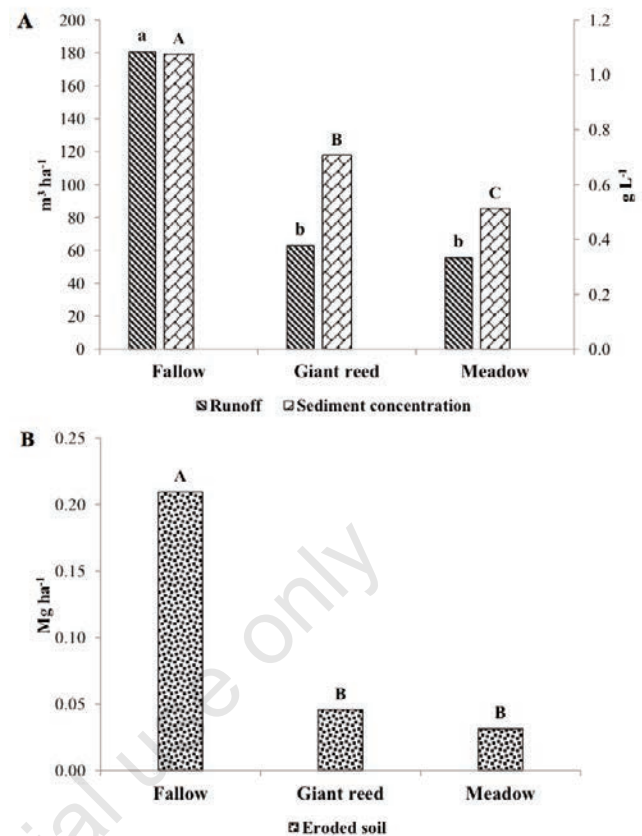 A
200
180
160
140
120
100
80
60
40
20
0
m³ ha⁻¹
1.2
1.0
0.8
0.6
0.4
0.2
0.0
g L⁻¹
a A
b B
b C
Fallow Giant reed Meadow
Runoff Sediment concentration
B
0.25
0.20
0.15
0.10
0.05
0.00
Mg ha⁻¹
A
B
B
Fallow Giant reed Meadow
Eroded soil
use only